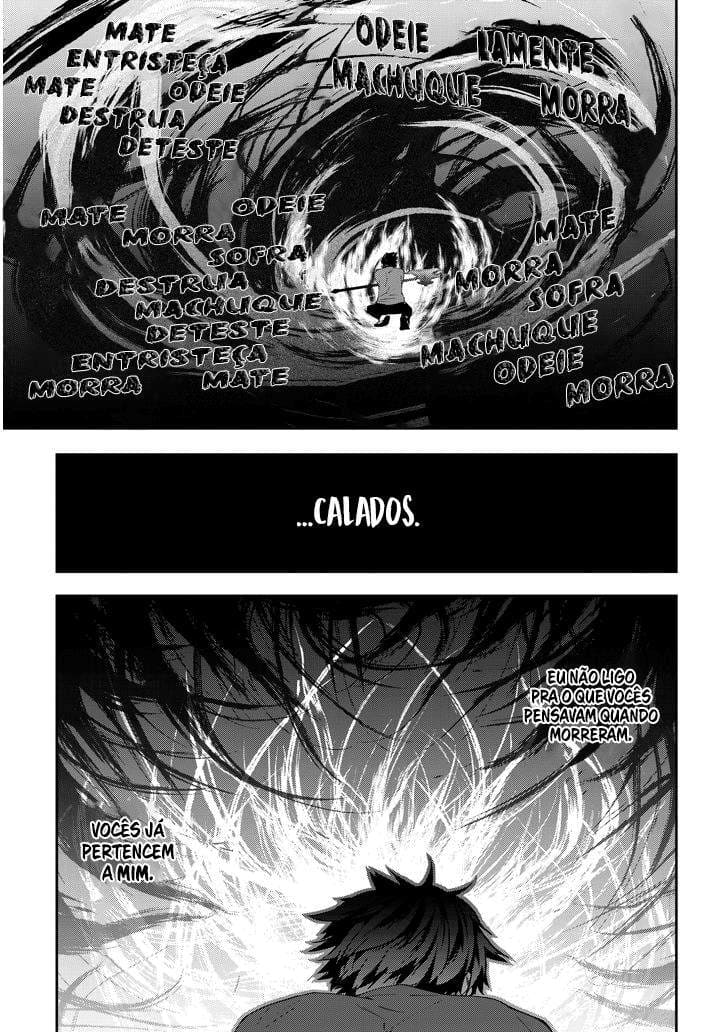 MATE
ENTRISTEÇA
MATE ODEIE
DESTRUA
DETESTE
ODEIE
MACHUQUE
LAMENTE
MORRA
MATE ODEIE
MORRA
SOFRA
DESTRUA
MACHUQUE
DETESTE
ENTRISTEÇA
MORRA MATE
MATE
MORRA
SOFRA
MACHUQUE
ODEIE
MORRA
...CALADOS.
EU NÃO LIGO
PRA O QUE VOCÊS
PENSAVAM QUANDO
MORRERAM.
VOCÊS JÁ
PERTENCEM
A MIM.